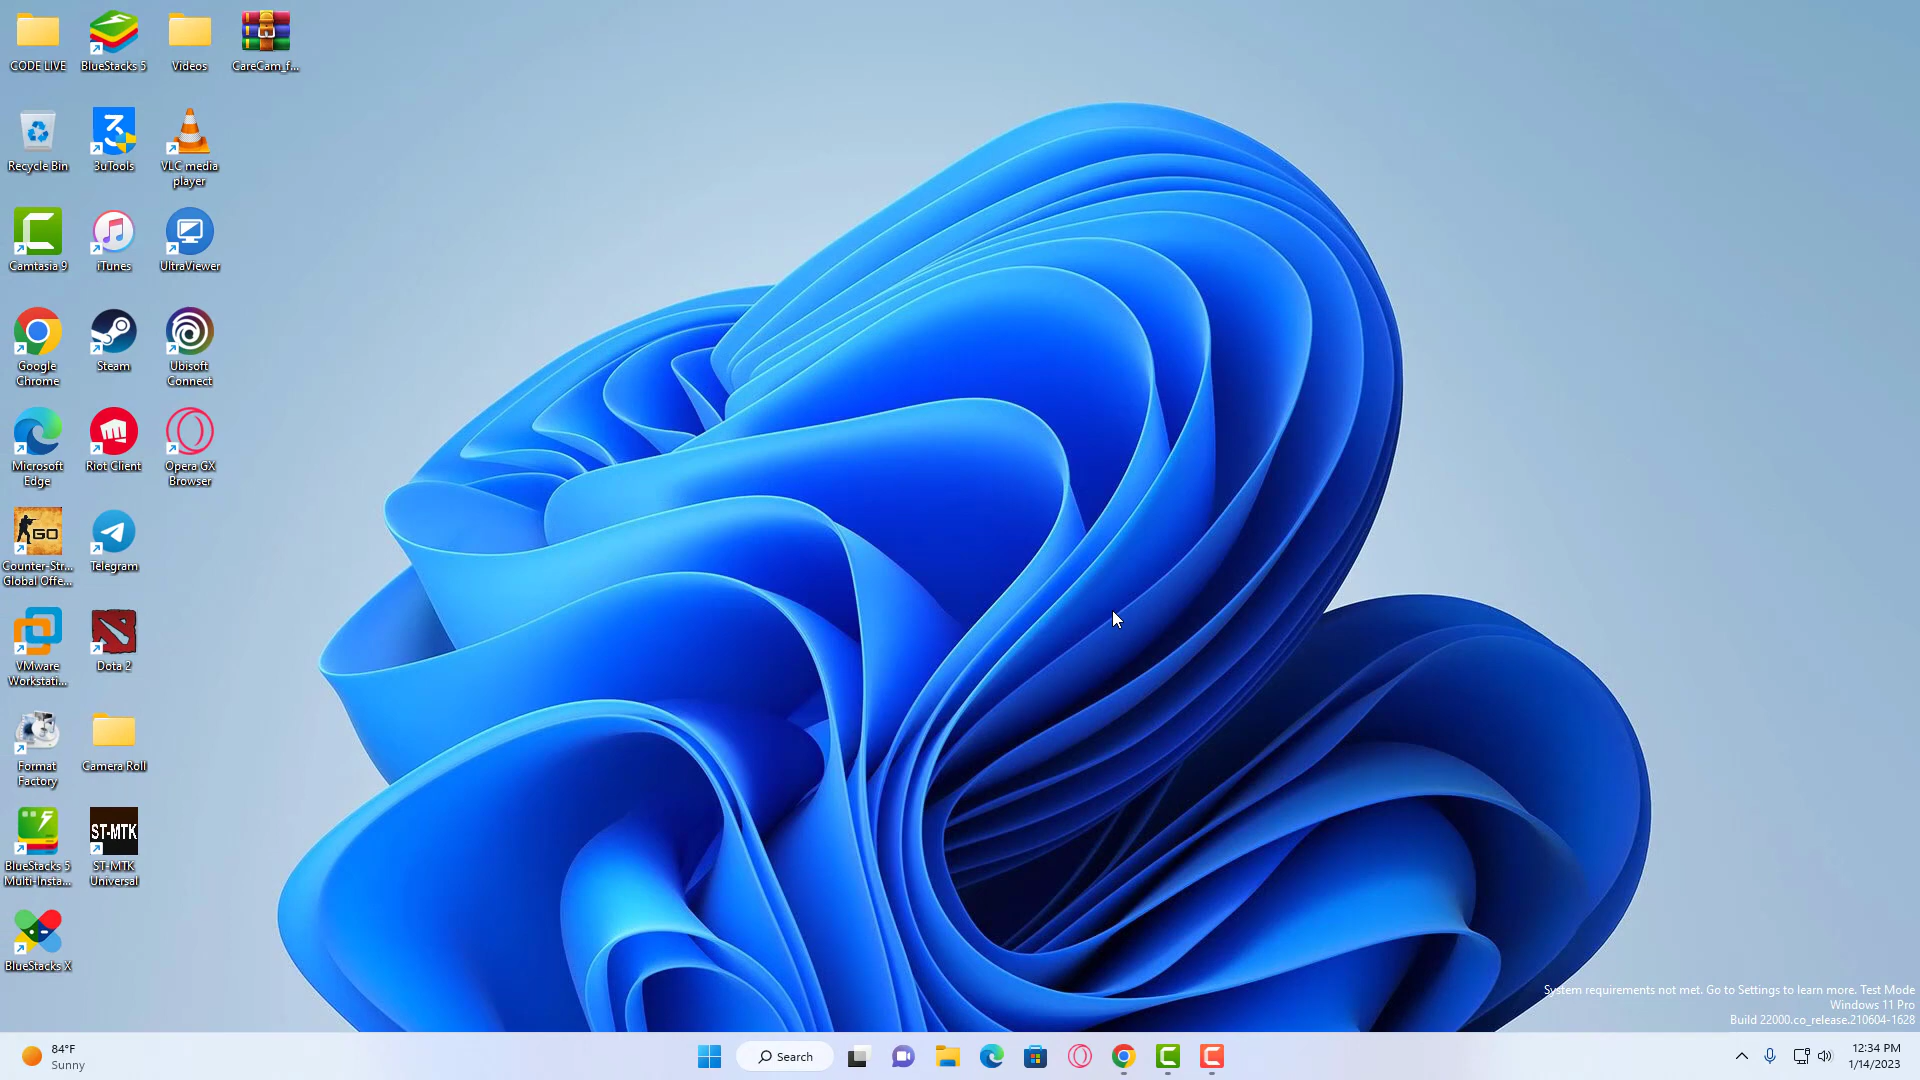 CODE LIVE
BlueStacks 5
Videos
CareCam_f...
Recycle Bin
3uTools
VLC media
player
Camtasia 9
iTunes
UltraViewer
Google
Chrome
Steam
Ubisoft
Connect
Microsoft
Edge
Riot Client
Opera GX
Browser
GO
Counter-Str...
Global Offe...
Telegram
VMware
Workstati...
Dota 2
Format
Factory
Camera Roll
BlueStacks 5
Multi-Insta...
ST-MTK
ST-MTK
Universal
BlueStacks X
System requirements not met. Go to Settings to learn more. Test Mode
Windows 11 Pro
Build 22000.co_release.210604-1628
84°F
Sunny
Search
12:34 PM
1/14/2023